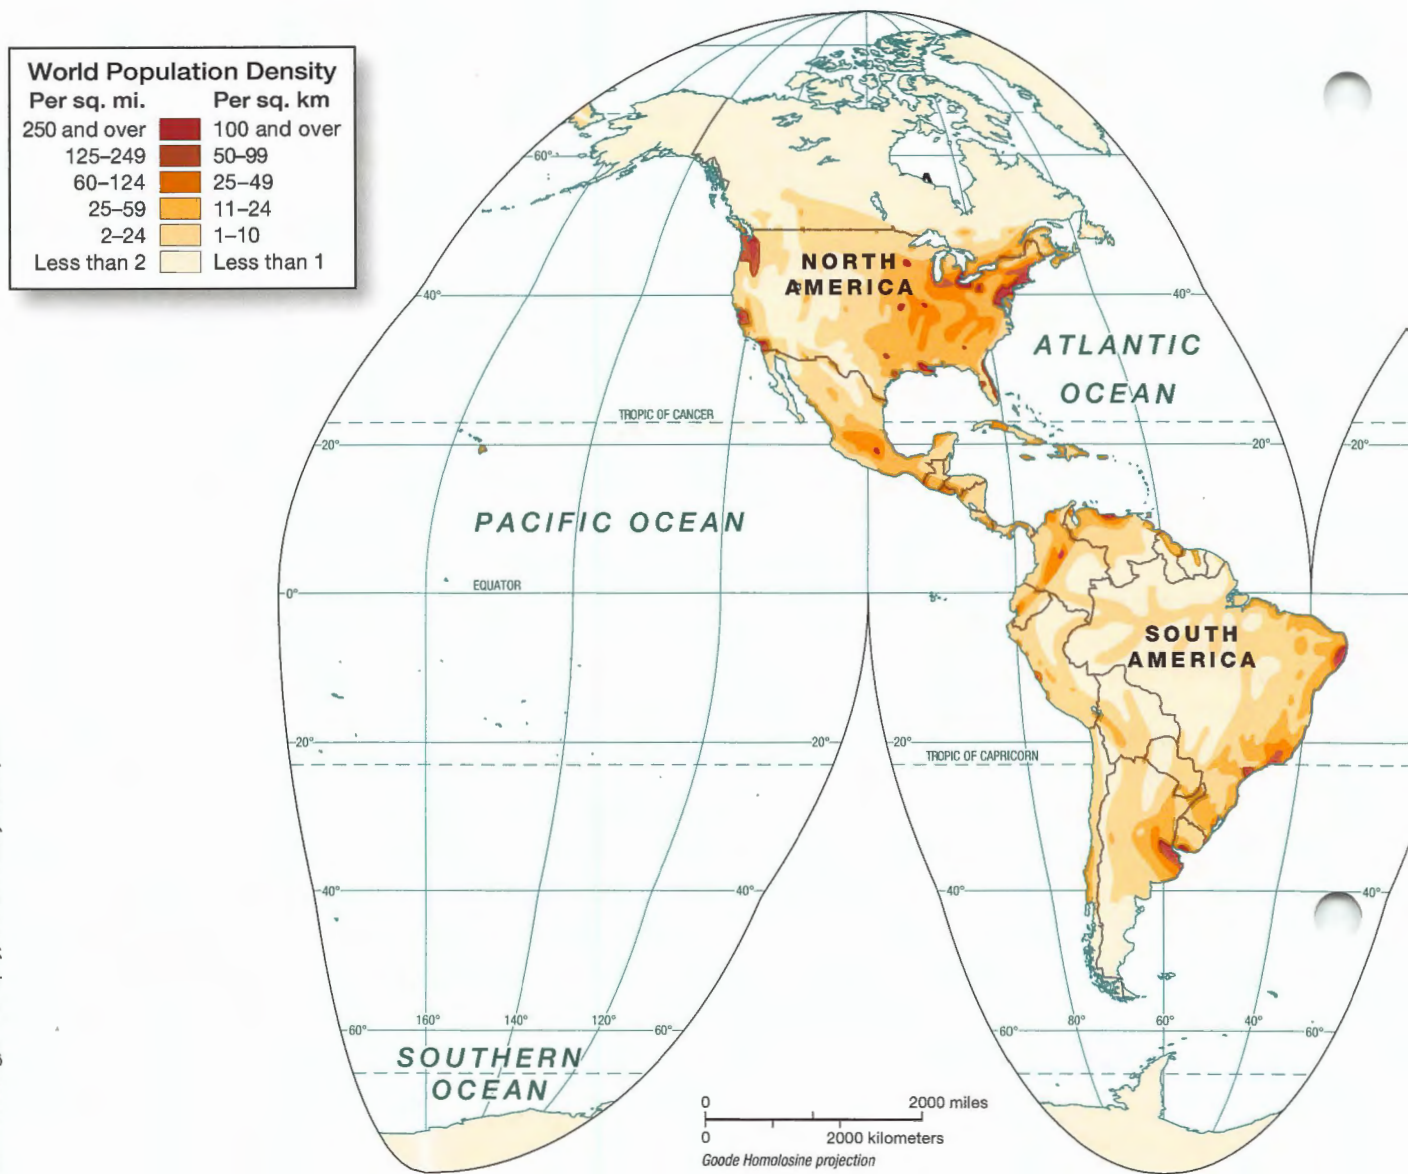 World Population Density
Per sq. mi. Per sq. km
250 and over 100 and over
125–249 50–99
60–124 25–49
25–59 11–24
2–24 1–10
Less than 2 Less than 1
60°
NORTH
AMERICA
40° 40°
ATLANTIC
OCEAN
TROPIC OF CANCER
20° 20° 20°
PACIFIC OCEAN
EQUATOR
0°
SOUTH
AMERICA
20° 20° 20°
TROPIC OF CAPRICORN
40° 40° 40° 40°
160° 140° 120° 80° 60° 40°
60° 60° 60° 60°
SOUTHERN
OCEAN
0 2000 miles
0 2000 kilometers
Goode Homolosine projection